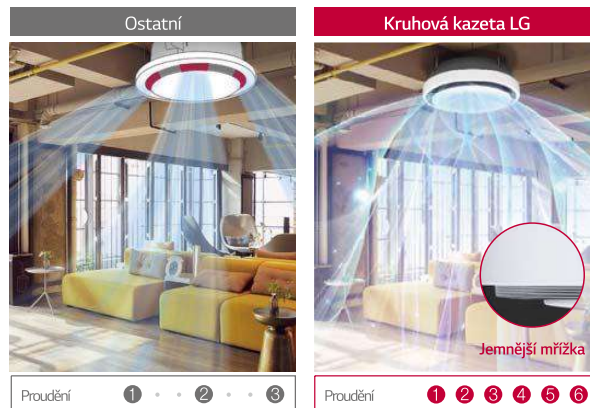 Ostatní
Kruhová kazeta LG
Jemnější mřížka
Proudění 1 2 3
Proudění 1 2 3 4 5 6